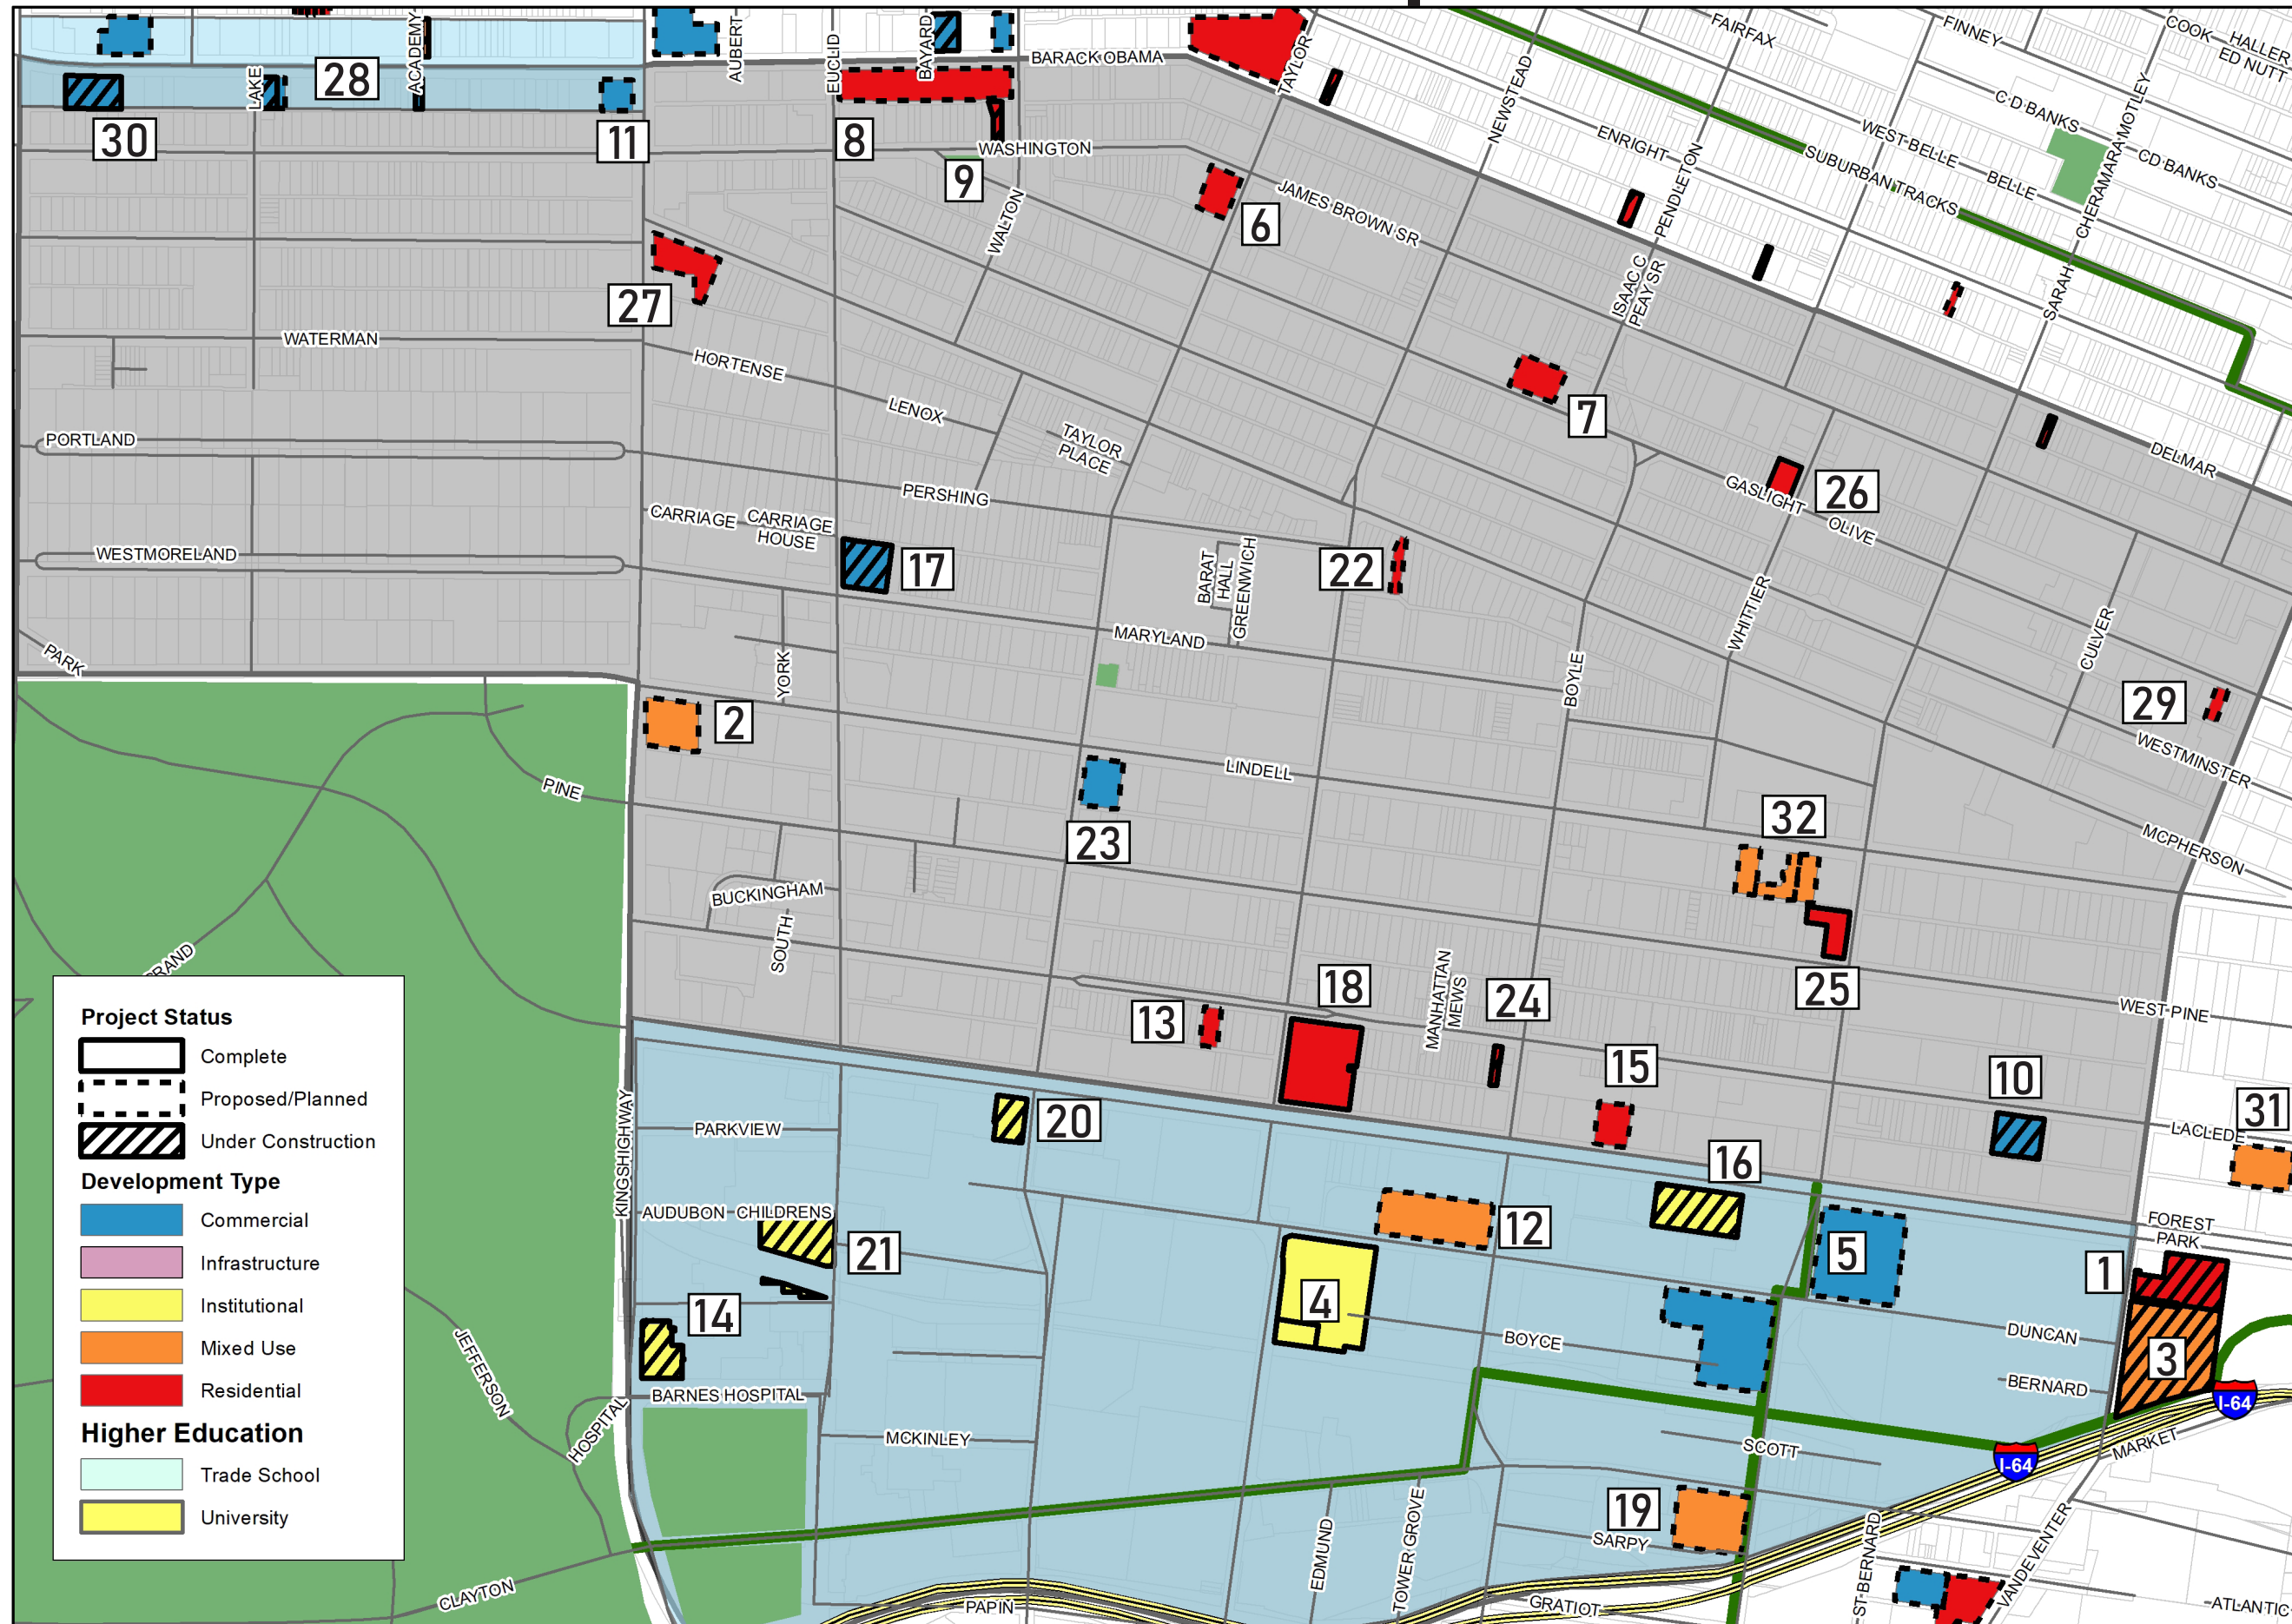 FAIRFAX
FINNEY
COOK
HALLER
ED NUTT
LAKE
28
ACADEMY
AUBERT
EUCLID
BAYARD
BARACK OBAMA
TAYLOR
NEWSTEAD
ENRIGHT
PENDLETON
C D BANKS
WEST BELLE
SUBURBAN TRACKS
BELLE
CHERAMARA MOTLEY
CD BANKS
30
11
8
WASHINGTON
9
WALTON
6
JAMES BROWN SR
ISAAC C
PEAY SR
SARAH
27
WATERMAN
HORTENSE
LENOX
TAYLOR
PLACE
7
PORTLAND
PERSHING
GASLIGHT
26
OLIVE
DELMAR
CARRIAGE
CARRIAGE
HOUSE
WESTMORELAND
17
BARAT
HALL
GREENWICH
22
WHITTIER
CULVER
PARK
YORK
MARYLAND
BOYLE
29
2
WESTMINSTER
LINDELL
PINE
23
32
MCPHERSON
BUCKINGHAM
SOUTH
RAND
13
18
MANHATTAN
MEWS
24
25
WEST PINE
15
10
31
LACLEDE
KINGSHIGHWAY
PARKVIEW
20
16
AUDUBON
CHILDRENS
21
12
5
FOREST
PARK
1
14
4
BOYCE
DUNCAN
3
BERNARD
I-64
JEFFERSON
BARNES HOSPITAL
HOSPITAL
MCKINLEY
SCOTT
I-64
MARKET
19
SARPY
EDMUND
TOWER GROVE
ST BERNARD
VANDEVENTER
CLAYTON
PAPIN
GRATIOT
ATLANTIC
Project Status
Complete
Proposed/Planned
Under Construction
Development Type
Commercial
Infrastructure
Institutional
Mixed Use
Residential
Higher Education
Trade School
University